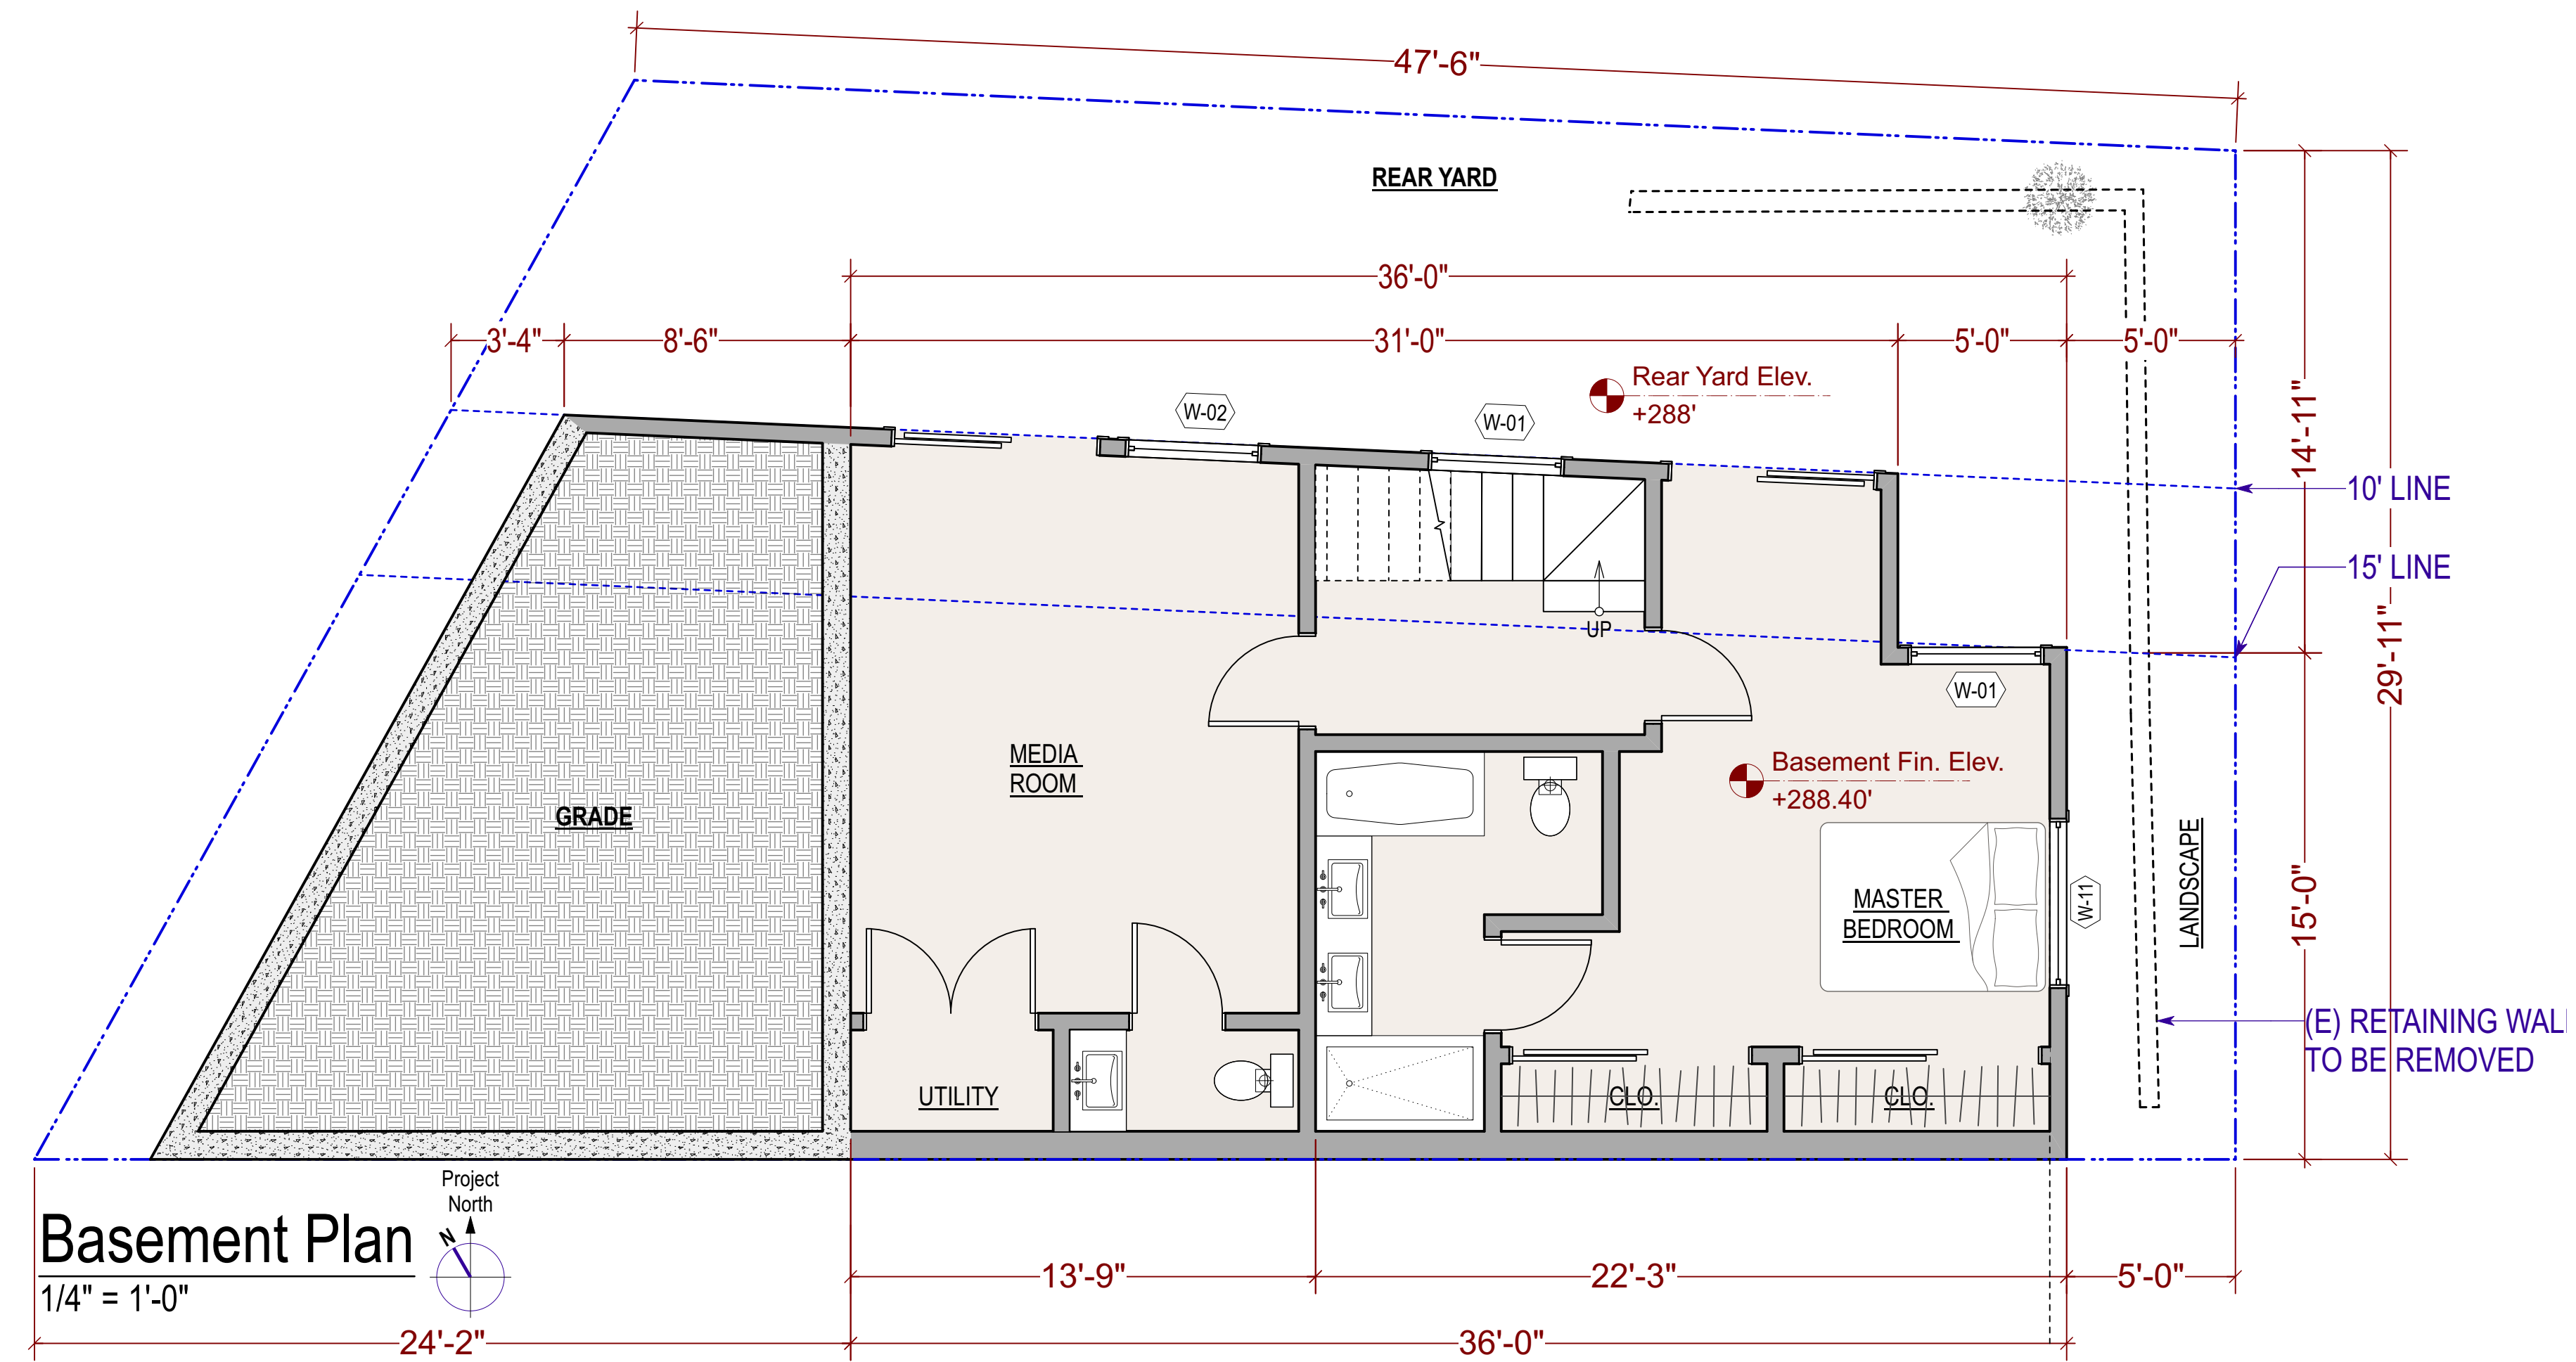 47'-6"
REAR YARD
36'-0"
3'-4"
8'-6"
31'-0"
5'-0"
5'-0"
Rear Yard Elev.
+288'
W-02
W-01
14'-11"
10' LINE
15' LINE
29'-11"
UP
W-01
MEDIA
ROOM
Basement Fin. Elev.
+288.40'
GRADE
MASTER
BEDROOM
W-11
LANDSCAPE
15'-0"
(E) RETAINING WAL
TO BE REMOVED
UTILITY
CLO.
CLO.
Project
North
N
Basement Plan
1/4" = 1'-0"
13'-9"
22'-3"
5'-0"
24'-2"
36'-0"